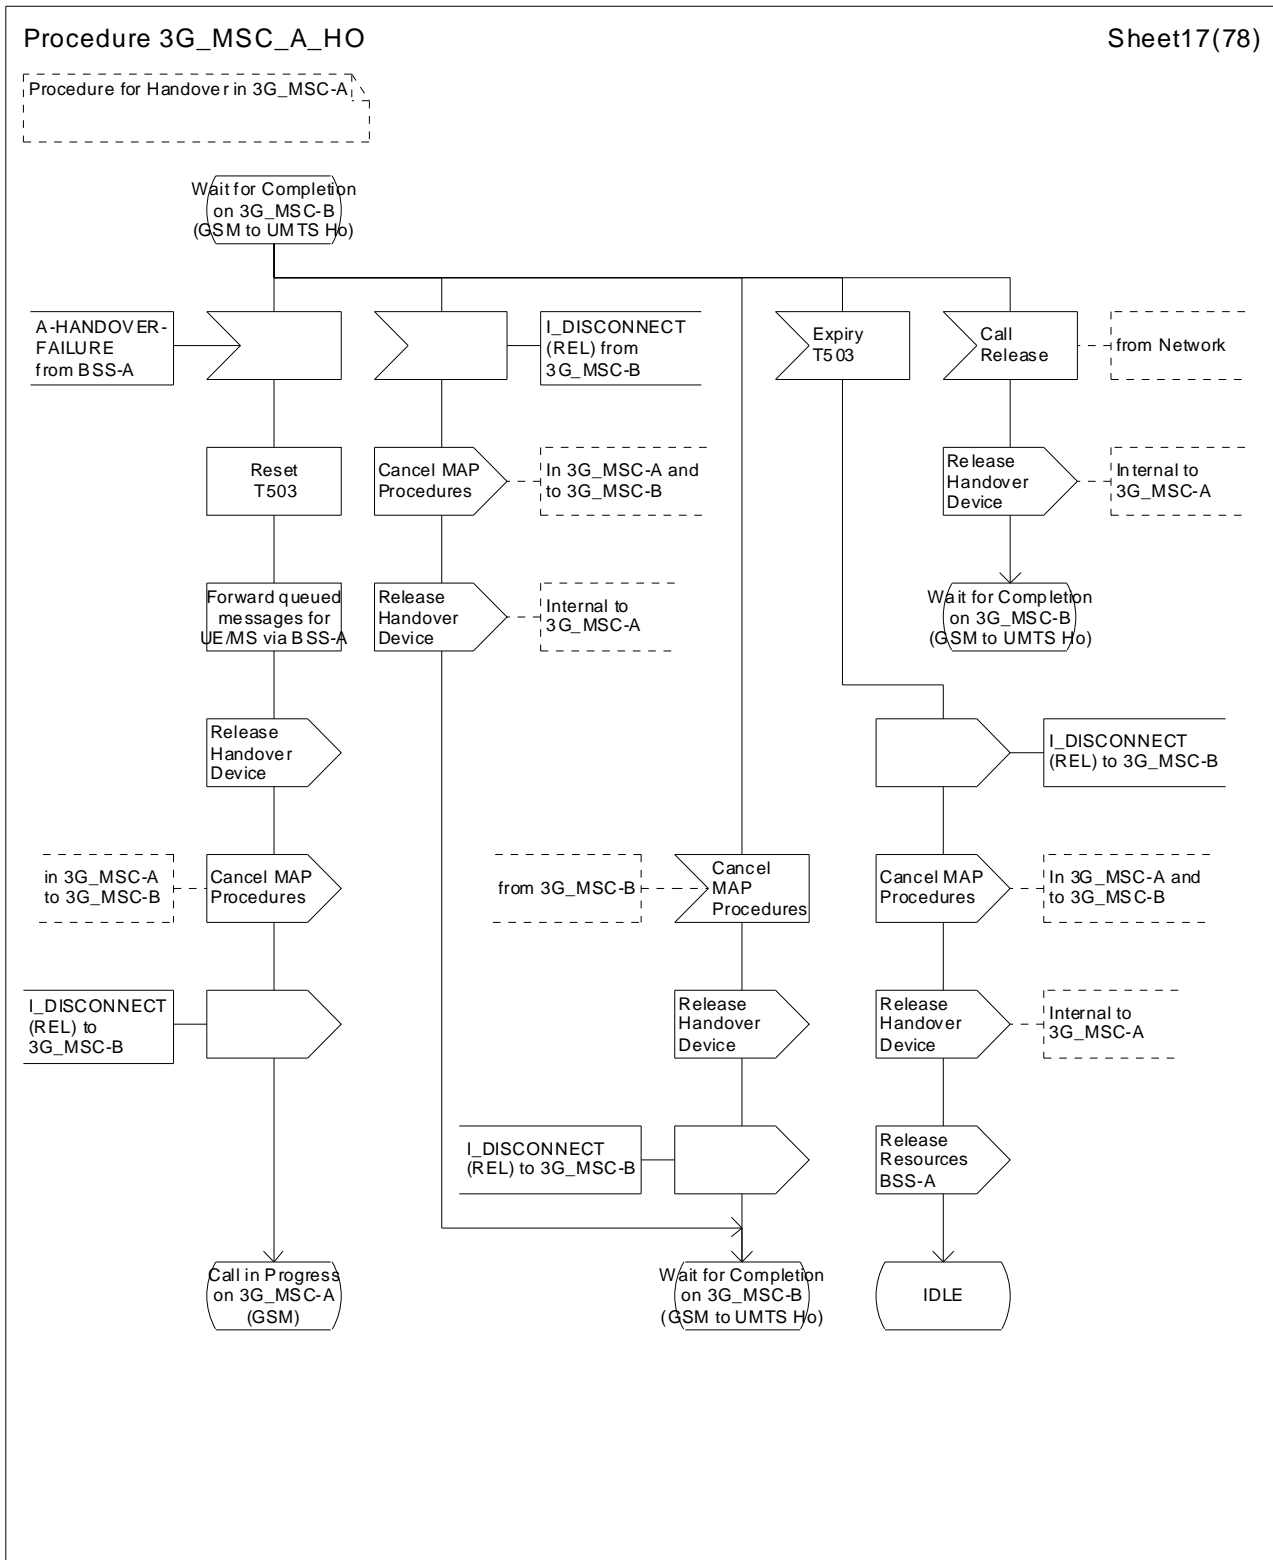 Procedure 3G_MSC_A_HO
Sheet17(78)
Procedure for Handover in 3G_MSC-A
Wait for Completion
on 3G_MSC-B
(GSM to UMTS Ho)
A-HANDOVER-
FAILURE
from BSS-A
I_DISCONNECT
(REL) from
3G_MSC-B
Expiry
T503
Call
Release
from Network
Reset
T503
Cancel MAP
Procedures
In 3G_MSC-A and
to 3G_MSC-B
Release
Handover
Device
Internal to
3G_MSC-A
Forward queued
messages for
UE/MS via BSS-A
Release
Handover
Device
Internal to
3G_MSC-A
Wait for Completion
on 3G_MSC-B
(GSM to UMTS Ho)
Release
Handover
Device
I_DISCONNECT
(REL) to 3G_MSC-B
in 3G_MSC-A
to 3G_MSC-B
Cancel MAP
Procedures
from 3G_MSC-B
Cancel
MAP
Procedures
Cancel MAP
Procedures
In 3G_MSC-A and
to 3G_MSC-B
I_DISCONNECT
(REL) to
3G_MSC-B
Release
Handover
Device
Release
Handover
Device
Internal to
3G_MSC-A
I_DISCONNECT
(REL) to 3G_MSC-B
Release
Resources
BSS-A
Call in Progress
on 3G_MSC-A
(GSM)
Wait for Completion
on 3G_MSC-B
(GSM to UMTS Ho)
IDLE